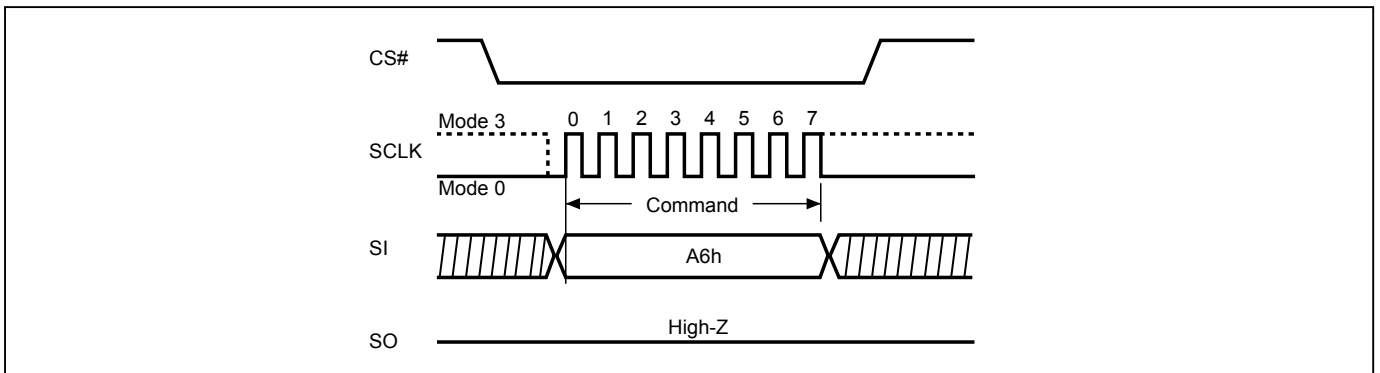 CS#
Mode 3
0 1 2 3 4 5 6 7
SCLK
Mode 0
Command
SI
A6h
High-Z
SO